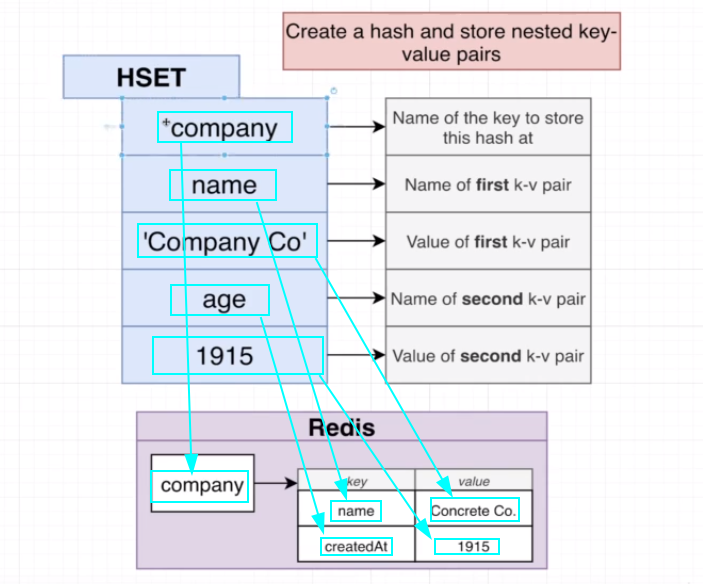 Create a hash and store nested key-
value pairs
HSET
company
Name of the key to store
this hash at
name
Name of first k-v pair
'Company Co'
Value of first k-v pair
age
Name of second k-v pair
1915
Value of second k-v pair
Redis
company
key
value
name
Concrete Co.
createdAt
1915